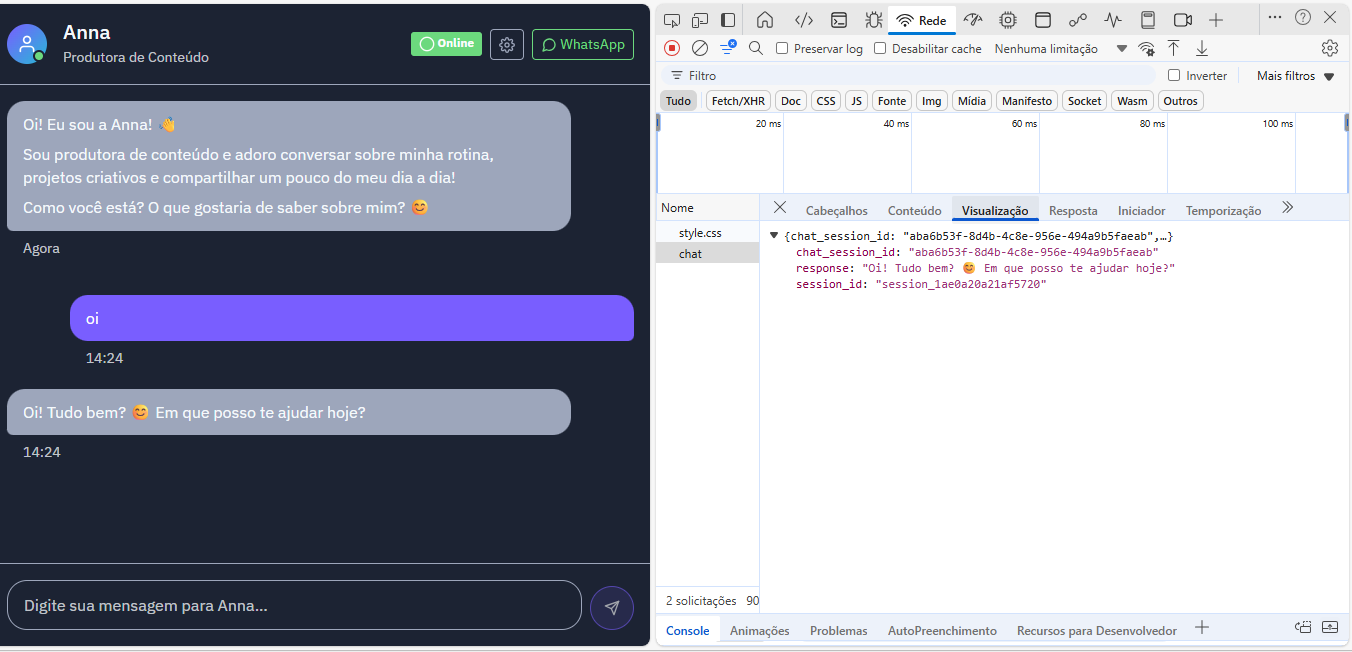 Anna
Produtora de Conteúdo
Online
WhatsApp
Oi! Eu sou a Anna! 👋
Sou produtora de conteúdo e adoro conversar sobre minha rotina,
projetos criativos e compartilhar um pouco do meu dia a dia!
Como você está? O que gostaria de saber sobre mim? 😊
Agora
oi
14:24
Oi! Tudo bem? 😊 Em que posso te ajudar hoje?
14:24
Digite sua mensagem para Anna...
Rede
Preservar log
Desabilitar cache
Nenhuma limitação
Filtro
Inverter
Mais filtros
Tudo Fetch/XHR Doc CSS JS Fonte Img Mídia Manifesto Socket Wasm Outros
20 ms 40 ms 60 ms 80 ms 100 ms
Nome
Cabeçalhos Conteúdo Visualização Resposta Iniciador Temporização
style.css
chat
{chat_session_id: "aba6b53f-8d4b-4c8e-956e-494a9b5faeab",…}
chat_session_id: "aba6b53f-8d4b-4c8e-956e-494a9b5faeab"
response: "Oi! Tudo bem? 😊 Em que posso te ajudar hoje?"
session_id: "session_1ae0a20a21af5720"
2 solicitações 90
Console Animações Problemas AutoPreenchimento Recursos para Desenvolvedor